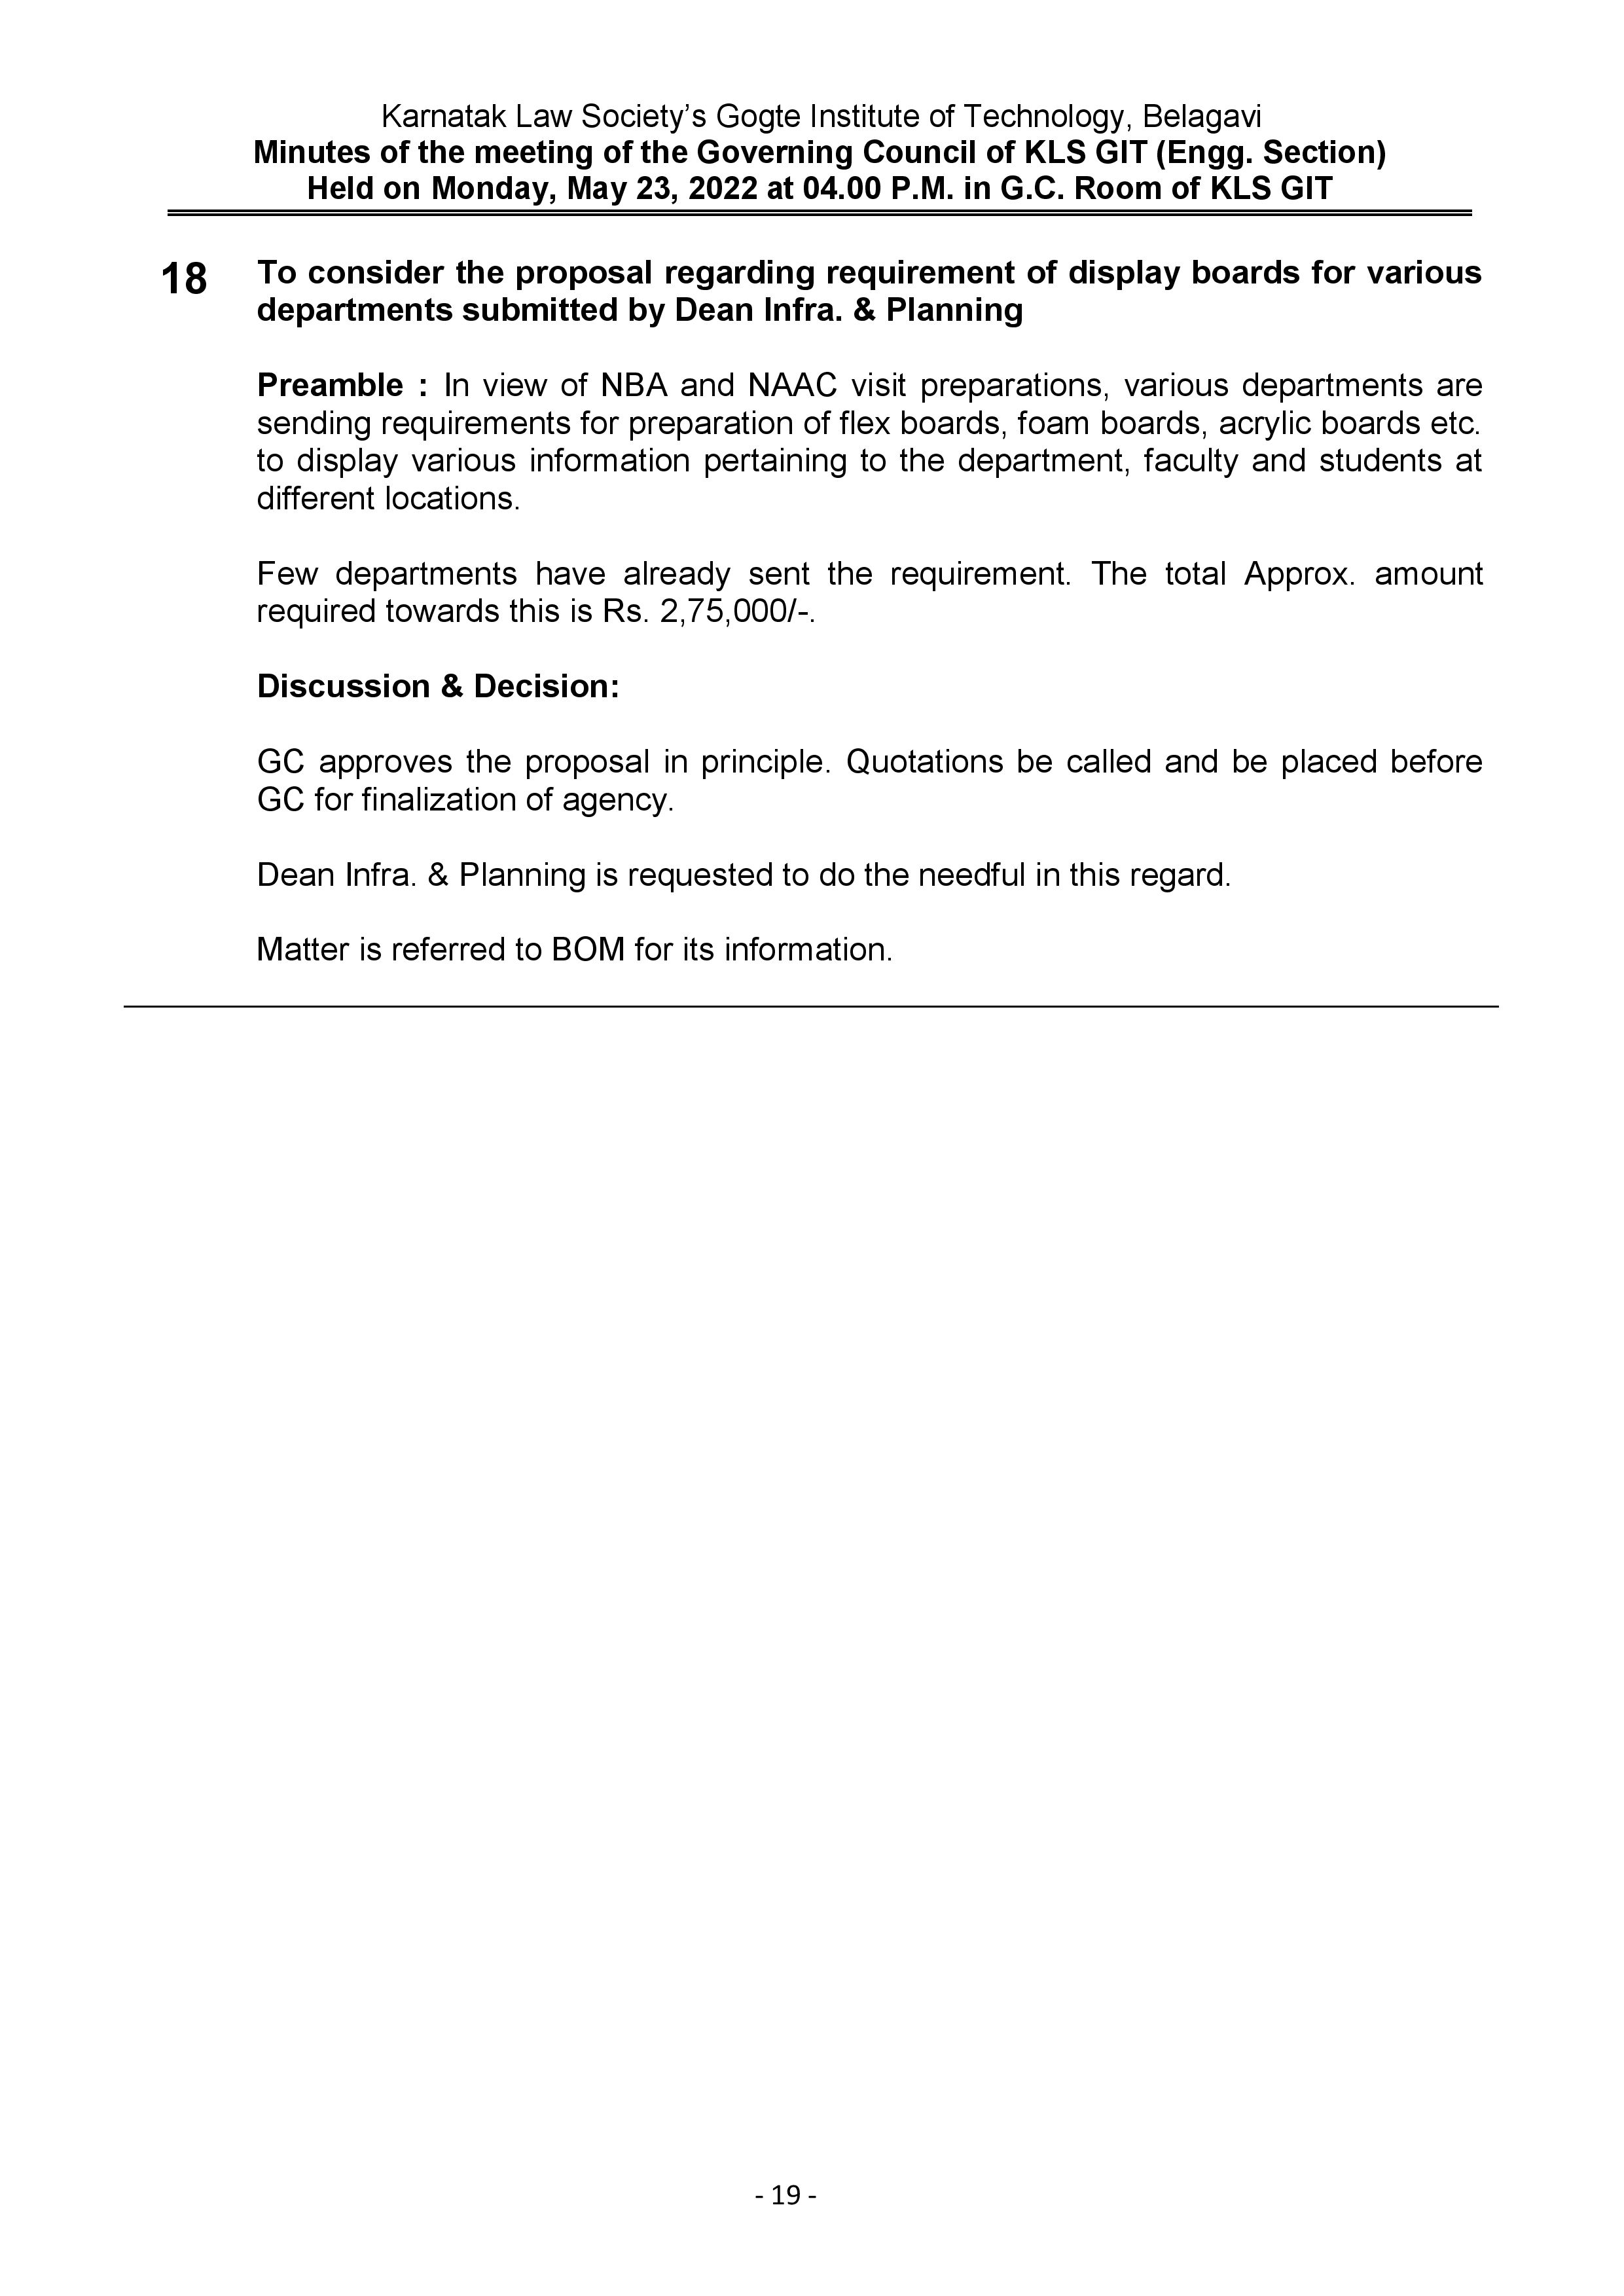 Karnatak Law Society’s Gogte Institute of Technology, Belagavi
Minutes of the meeting of the Governing Council of KLS GIT (Engg. Section)
Held on Monday, May 23, 2022 at 04.00 P.M. in G.C. Room of KLS GIT
18 To consider the proposal regarding requirement of display boards for various
departments submitted by Dean Infra. & Planning
Preamble : In view of NBA and NAAC visit preparations, various departments are
sending requirements for preparation of flex boards, foam boards, acrylic boards etc.
to display various information pertaining to the department, faculty and students at
different locations.
Few departments have already sent the requirement. The total Approx. amount
required towards this is Rs. 2,75,000/-.
Discussion & Decision:
GC approves the proposal in principle. Quotations be called and be placed before
GC for finalization of agency.
Dean Infra. & Planning is requested to do the needful in this regard.
Matter is referred to BOM for its information.
- 19 -